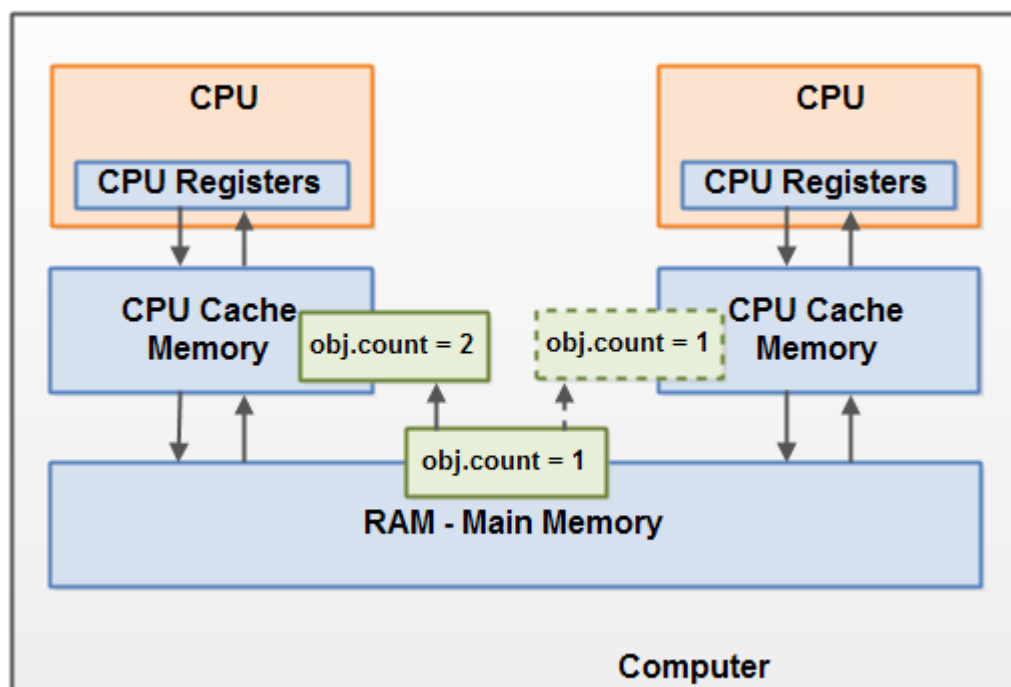 CPU
CPU
CPU Registers
CPU Registers
CPU Cache
Memory
obj.count = 2
obj.count = 1
CPU Cache
Memory
obj.count = 1
RAM - Main Memory
Computer